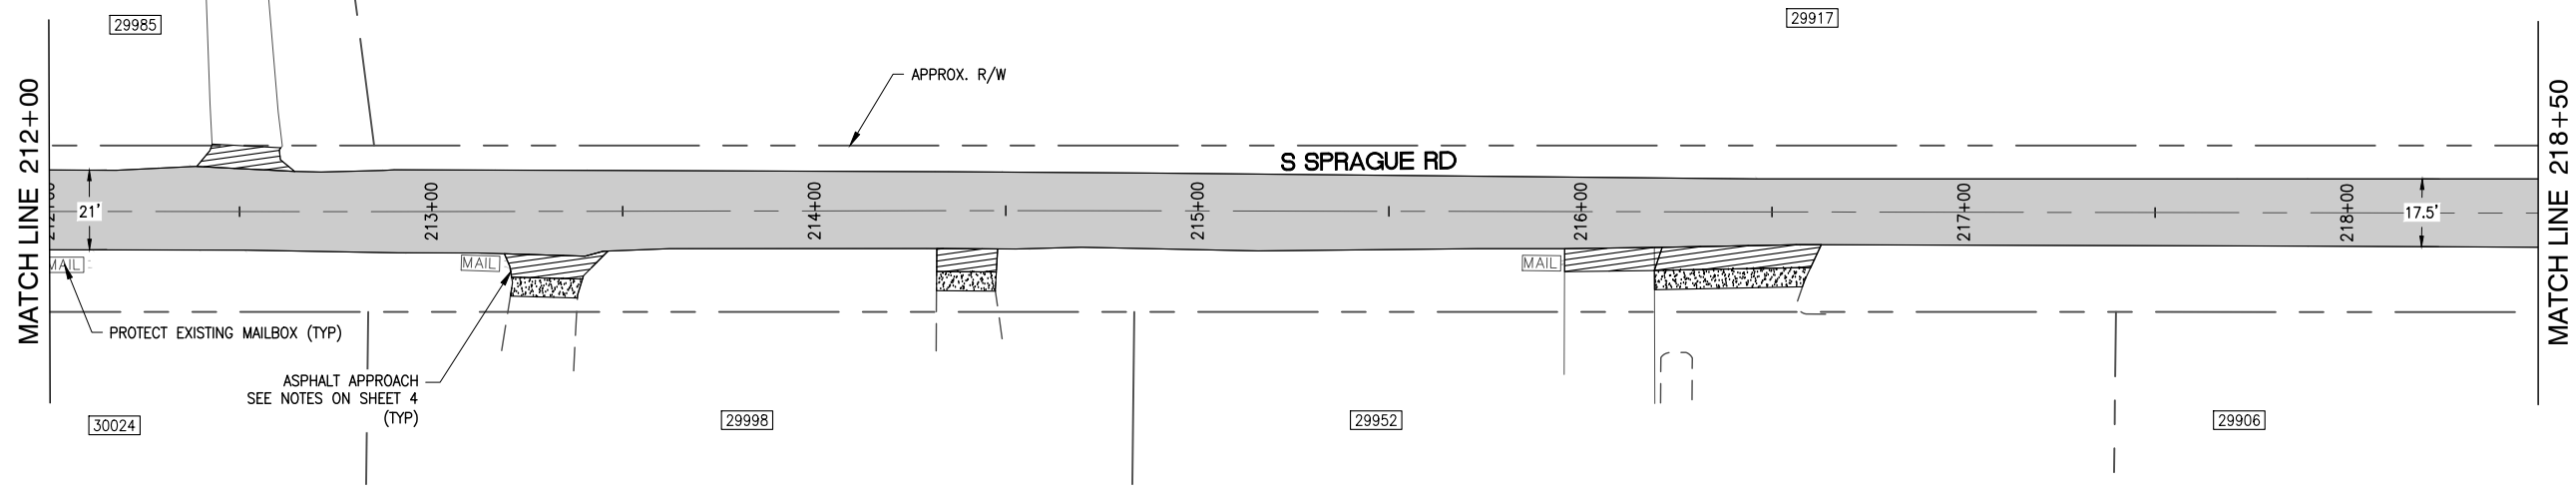 29985
29917
MATCH LINE 212+00
APPROX. R/W
S SPRAGUE RD
21'
213+00
214+00
215+00
216+00
217+00
218+00
17.5'
MATCH LINE 218+50
MAIL
MAIL
MAIL
PROTECT EXISTING MAILBOX (TYP)
ASPHALT APPROACH
SEE NOTES ON SHEET 4
(TYP)
30024
29998
29952
29906